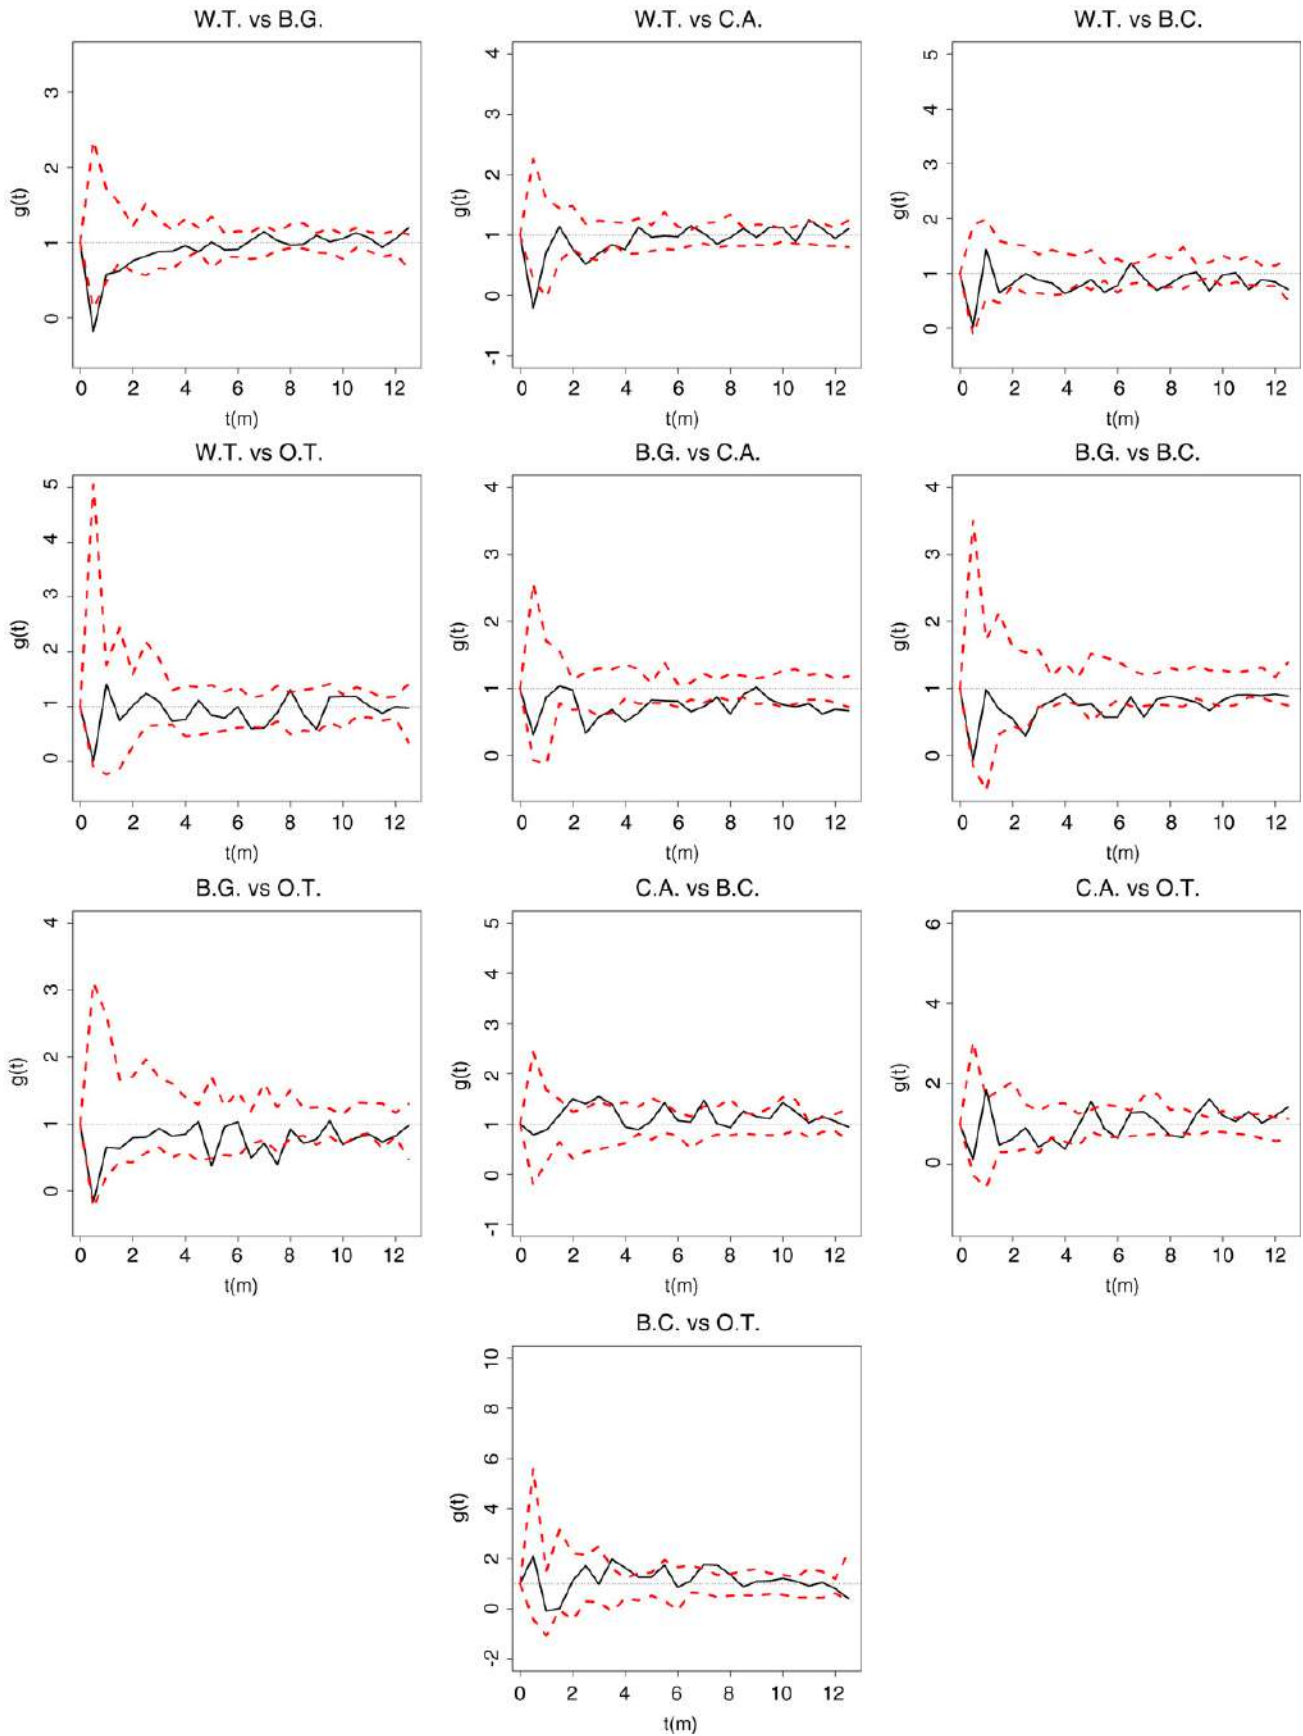 W.T. vs B.G.
W.T. vs C.A.
W.T. vs B.C.
g(t)
3
2
1
0
0 2 4 6 8 10 12
t(m)
g(t)
4
3
2
1
0
-1
0 2 4 6 8 10 12
t(m)
g(t)
5
4
3
2
1
0
0 2 4 6 8 10 12
t(m)
W.T. vs O.T.
B.G. vs C.A.
B.G. vs B.C.
g(t)
5
4
3
2
1
0
0 2 4 6 8 10 12
t(m)
g(t)
4
3
2
1
0
0 2 4 6 8 10 12
t(m)
g(t)
4
3
2
1
0
0 2 4 6 8 10 12
t(m)
B.G. vs O.T.
C.A. vs B.C.
C.A. vs O.T.
g(t)
4
3
2
1
0
0 2 4 6 8 10 12
t(m)
g(t)
5
4
3
2
1
0
-1
0 2 4 6 8 10 12
t(m)
g(t)
6
4
2
0
0 2 4 6 8 10 12
t(m)
B.C. vs O.T.
g(t)
10
8
6
4
2
0
-2
0 2 4 6 8 10 12
t(m)